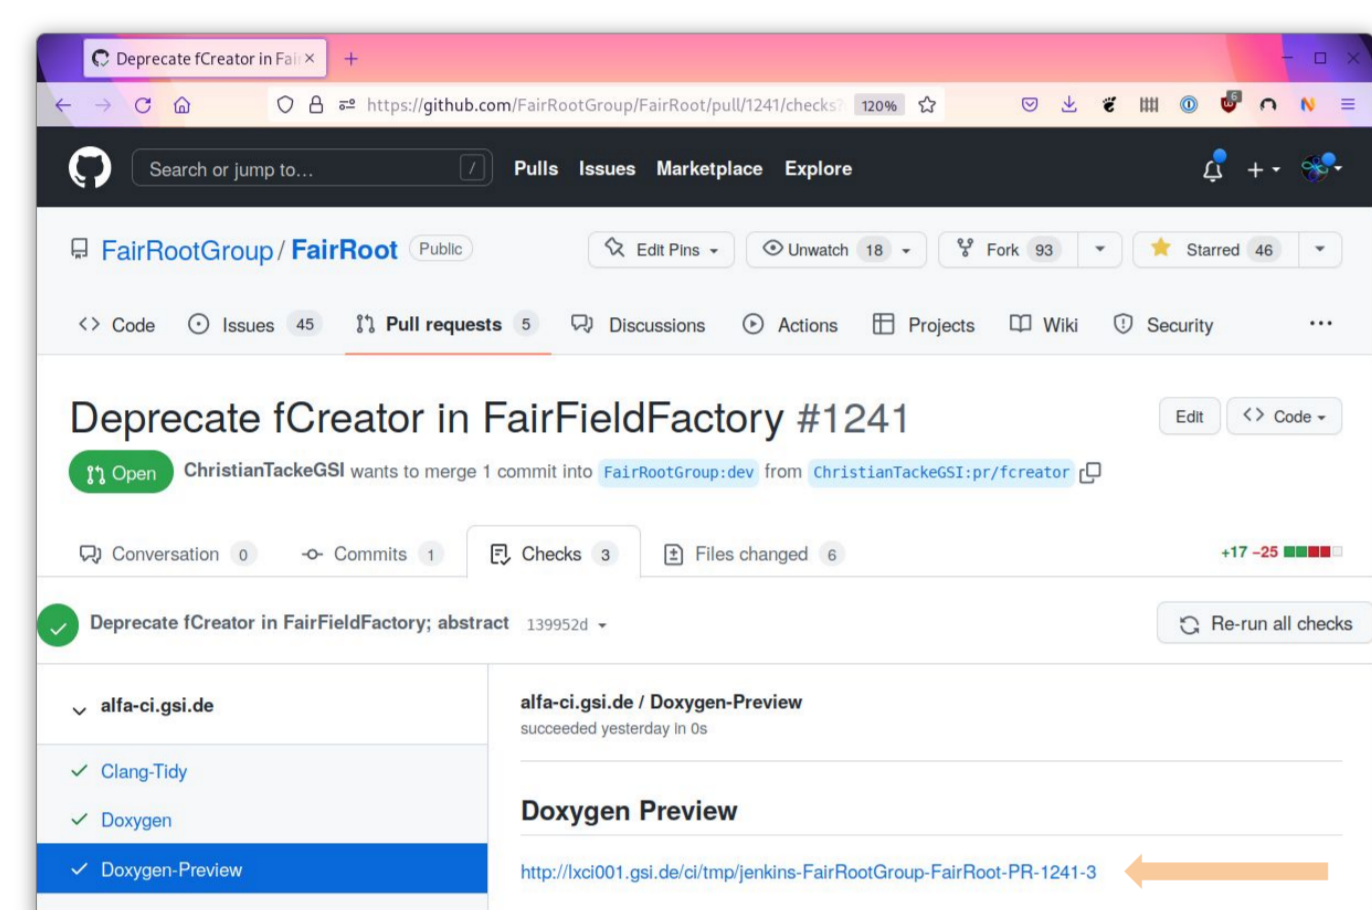 Deprecate fCreator in Fai
https://github.com/FairRootGroup/FairRoot/pull/1241/checks? 120% 6
Search or jump to... / Pulls Issues Marketplace Explore
FairRootGroup / FairRoot Public Edit Pins Unwatch 18 Fork 93 Starred 46
Code Issues 45 Pull requests 5 Discussions Actions Projects Wiki Security ...
Deprecate fCreator in FairFieldFactory #1241 Edit Code
Open ChristianTackeGSI wants to merge 1 commit into FairRootGroup:dev from ChristianTackeGSI:pr/fcreator
Conversation 0 Commits 1 Checks 3 Files changed 6 +17 −25
Deprecate fCreator in FairFieldFactory; abstract 139952d Re-run all checks
alfa-ci.gsi.de
alfa-ci.gsi.de / Doxygen-Preview
succeeded yesterday in 0s
Clang-Tidy
Doxygen
Doxygen-Preview
Doxygen Preview
http://lxci001.gsi.de/ci/tmp/jenkins-FairRootGroup-FairRoot-PR-1241-3